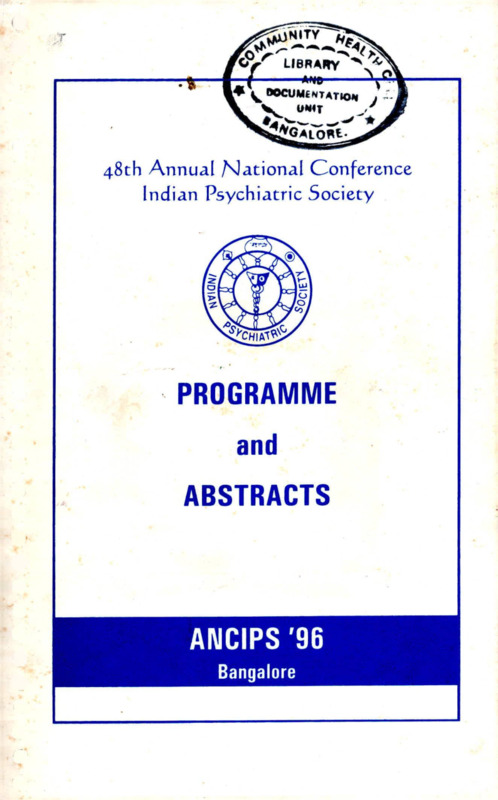 COMMUNITY HEALTH
LIBRARY
AND
DOCUMENTATION
UNIT
BANGALORE.
48th Annual National Conference
Indian Psychiatric Society
INDIAN PSYCHIATRIC SOCIETY
PROGRAMME
and
ABSTRACTS
ANCIPS '96
Bangalore